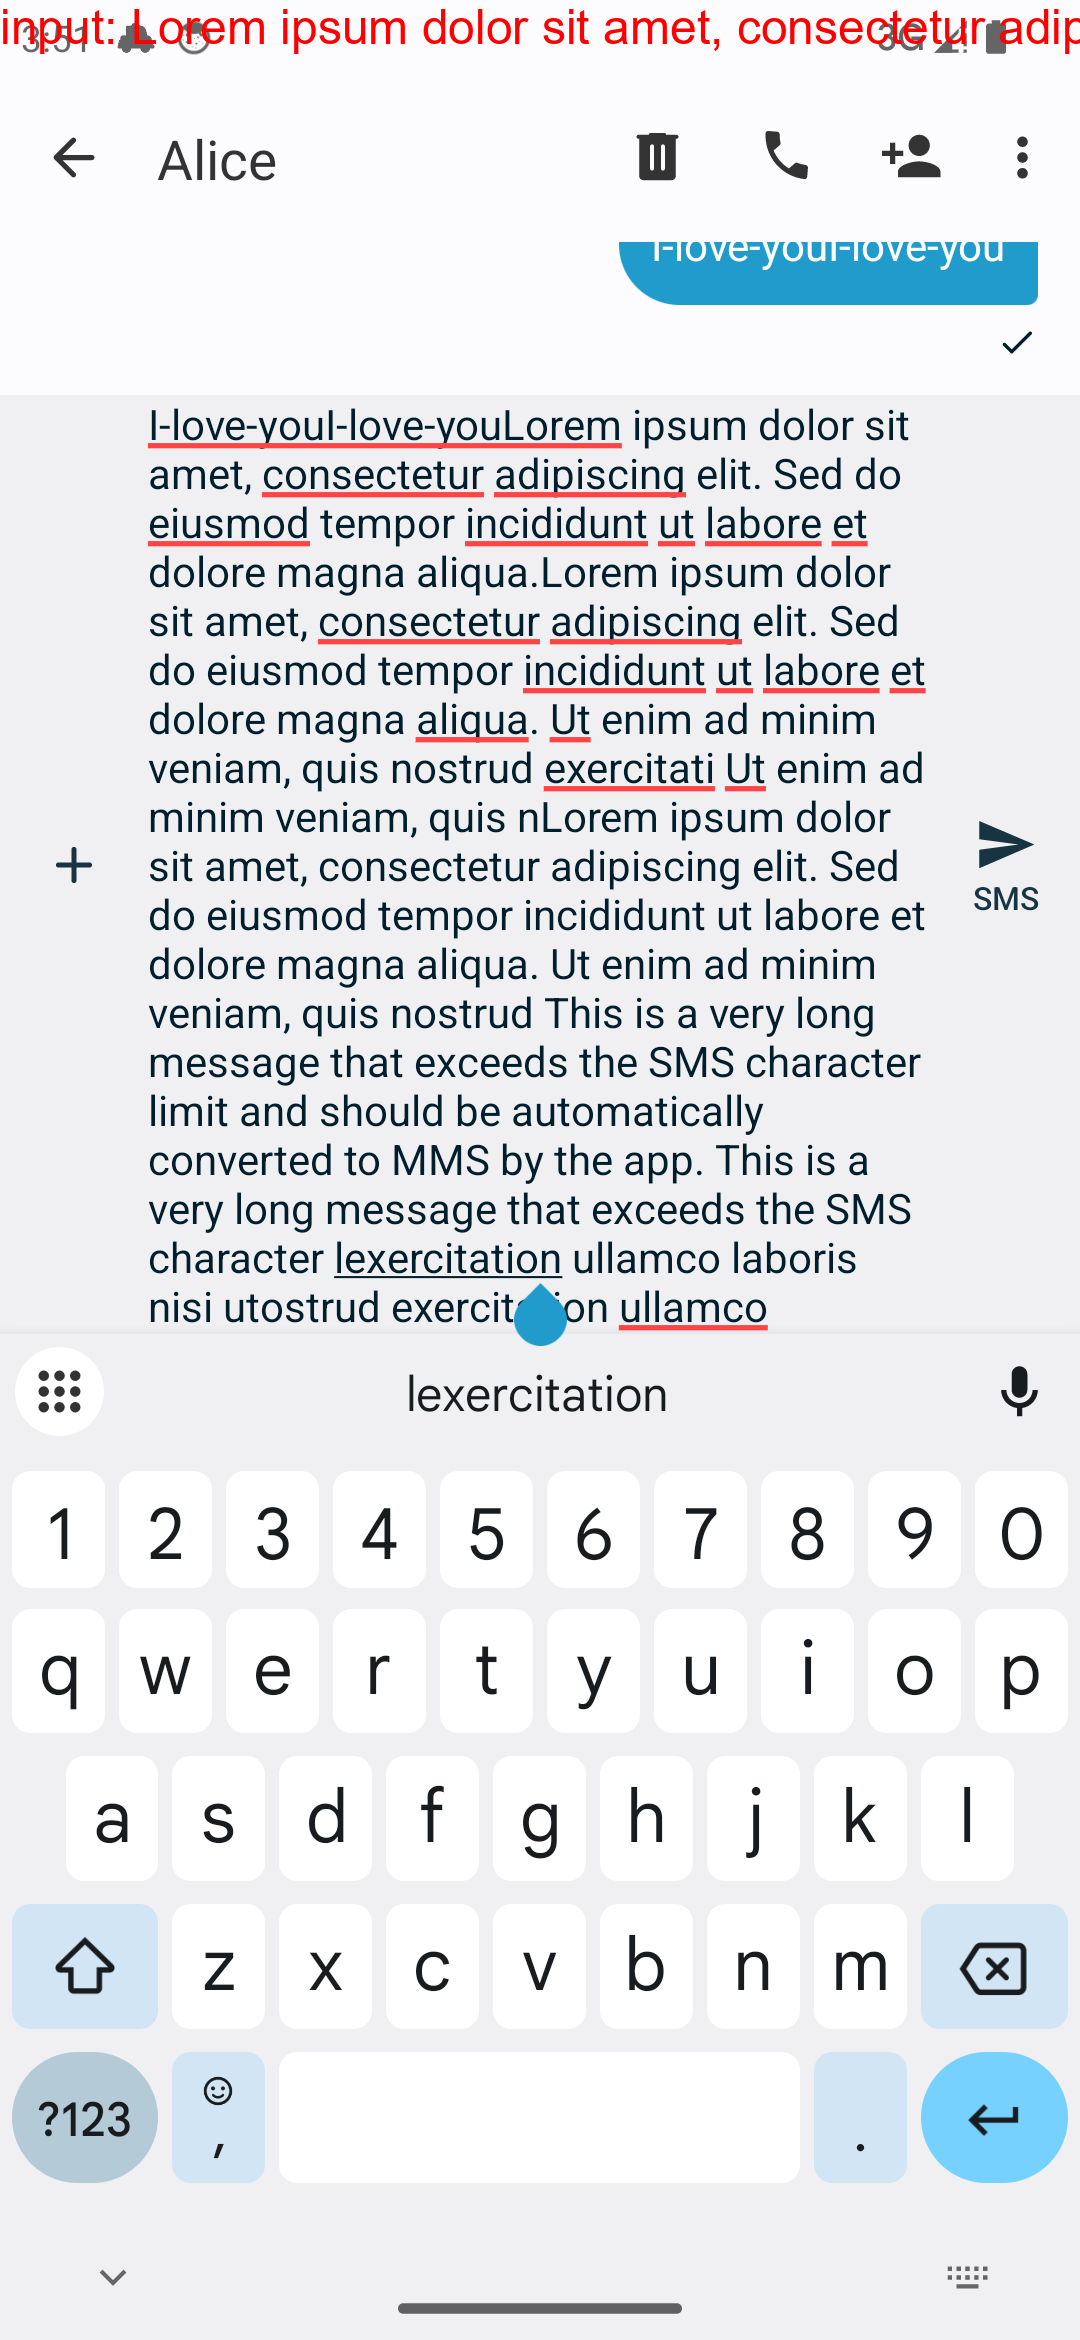 input: Lorem ipsum dolor sit amet, consectetur adip
3:51
3G
Alice
I-love-youI-love-you
I-love-youI-love-youLorem ipsum dolor sit
amet, consectetur adipiscing elit. Sed do
eiusmod tempor incididunt ut labore et
dolore magna aliqua.Lorem ipsum dolor
sit amet, consectetur adipiscing elit. Sed
do eiusmod tempor incididunt ut labore et
dolore magna aliqua. Ut enim ad minim
veniam, quis nostrud exercitati Ut enim ad
minim veniam, quis nLorem ipsum dolor
sit amet, consectetur adipiscing elit. Sed
do eiusmod tempor incididunt ut labore et
dolore magna aliqua. Ut enim ad minim
veniam, quis nostrud This is a very long
message that exceeds the SMS character
limit and should be automatically
converted to MMS by the app. This is a
very long message that exceeds the SMS
character lexercitation ullamco laboris
nisi utostrud exercitation ullamco
SMS
lexercitation
1 2 3 4 5 6 7 8 9 0
q w e r t y u i o p
a s d f g h j k l
z x c v b n m
?123 , .